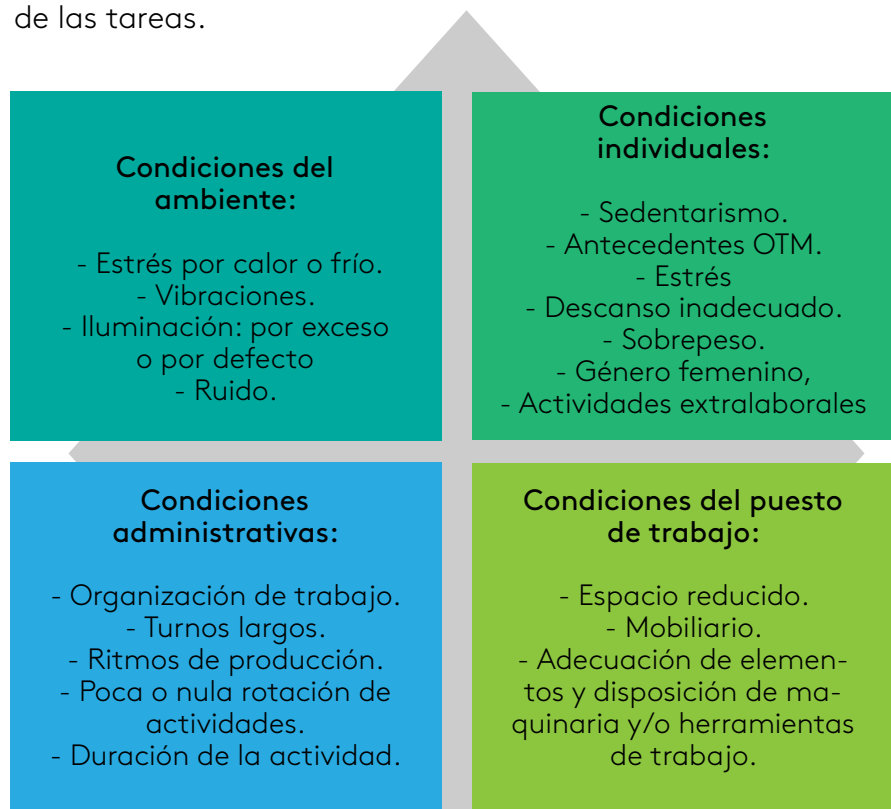 de las tareas.
Condiciones del
ambiente:
- Estrés por calor o frío.
- Vibraciones.
- Iluminación: por exceso
o por defecto
- Ruido.
Condiciones
individuales:
- Sedentarismo.
- Antecedentes OTM.
- Estrés
- Descanso inadecuado.
- Sobrepeso.
- Género femenino,
- Actividades extralaborales
Condiciones
administrativas:
- Organización de trabajo.
- Turnos largos.
- Ritmos de producción.
- Poca o nula rotación de
actividades.
- Duración de la actividad.
Condiciones del puesto
de trabajo:
- Espacio reducido.
- Mobiliario.
- Adecuación de elemen-
tos y disposición de ma-
quinaria y/o herramientas
de trabajo.